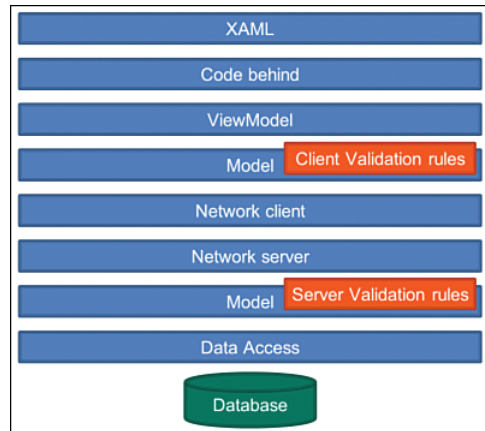 XAML
Code behind
ViewModel
Model
Client Validation rules
Network client
Network server
Model
Server Validation rules
Data Access
Database